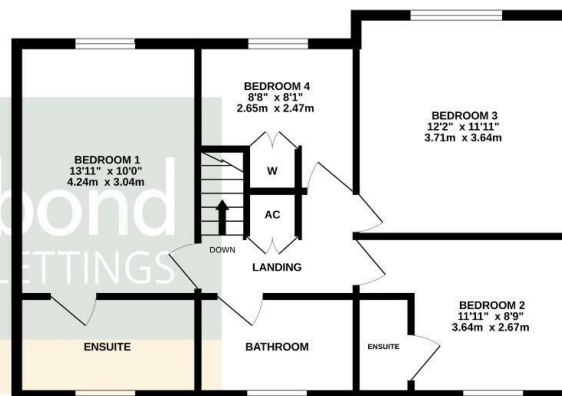 BEDROOM 1
13'11" x 10'0"
4.24m x 3.04m
BEDROOM 4
8'8" x 8'1"
2.65m x 2.47m
BEDROOM 3
12'2" x 11'11"
3.71m x 3.64m
W
AC
DOWN
LANDING
BEDROOM 2
11'11" x 8'9"
3.64m x 2.67m
ENSUITE
BATHROOM
ENSUITE
bond
LETTINGS